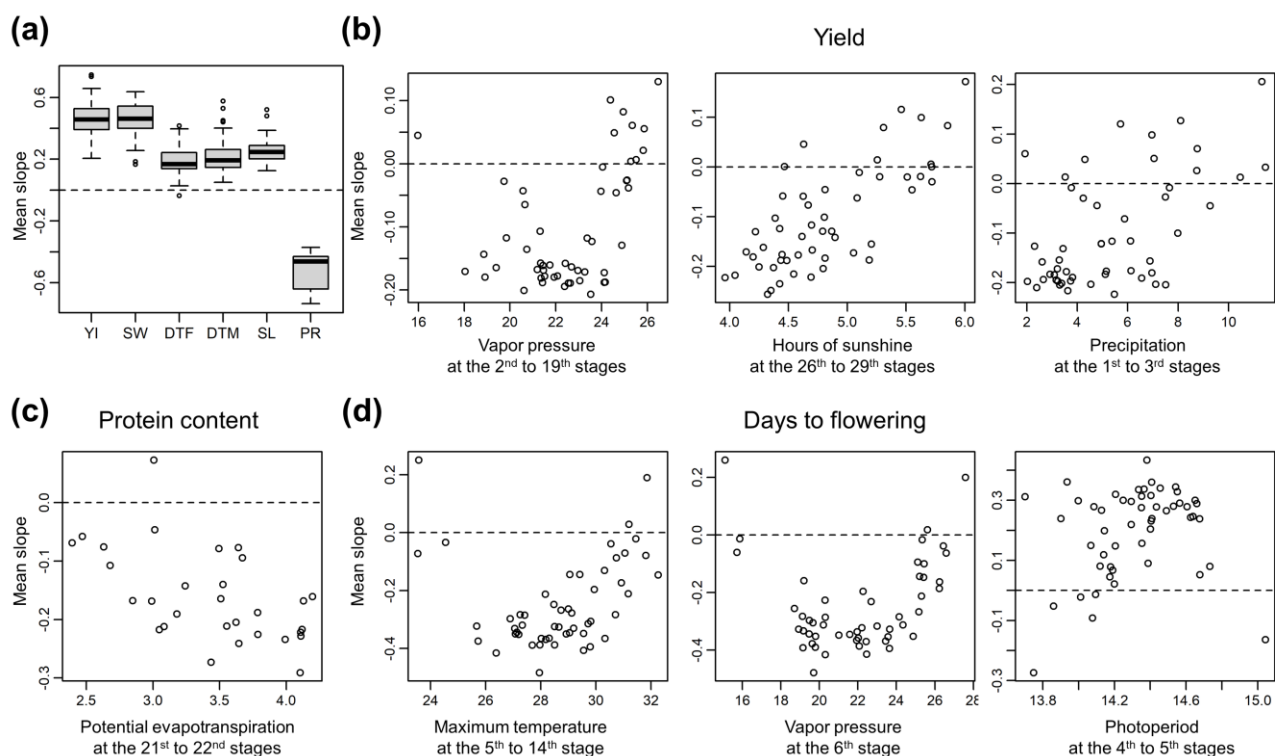 (a)
Mean slope
0.6
0.2
-0.2
-0.6
YI SW DTF DTM SL PR
(b)
Yield
Mean slope
0.10
0.00
-0.10
-0.20
16 18 20 22 24 26
Vapor pressure
at the 2nd to 19th stages
0.1
0.0
-0.1
-0.2
4.0 4.5 5.0 5.5 6.0
Hours of sunshine
at the 26th to 29th stages
0.2
0.1
0.0
-0.1
-0.2
2 4 6 8 10
Precipitation
at the 1st to 3rd stages
(c)
Protein content
Mean slope
0.0
-0.1
-0.2
-0.3
2.5 3.0 3.5 4.0
Potential evapotranspiration
at the 21st to 22nd stages
(d)
Days to flowering
Mean slope
0.2
0.0
-0.2
-0.4
24 26 28 30 32
Maximum temperature
at the 5th to 14th stage
0.2
0.0
-0.2
-0.4
16 18 20 22 24 26 28
Vapor pressure
at the 6th stage
0.3
0.1
-0.1
-0.3
13.8 14.2 14.6 15.0
Photoperiod
at the 4th to 5th stages